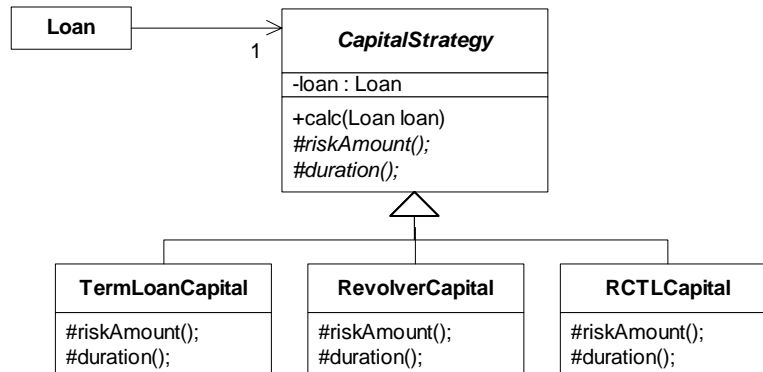 Loan
1
CapitalStrategy
-loan : Loan
+calc(Loan loan)
#riskAmount();
#duration();
TermLoanCapital
#riskAmount();
#duration();
RevolverCapital
#riskAmount();
#duration();
RCTLCapital
#riskAmount();
#duration();